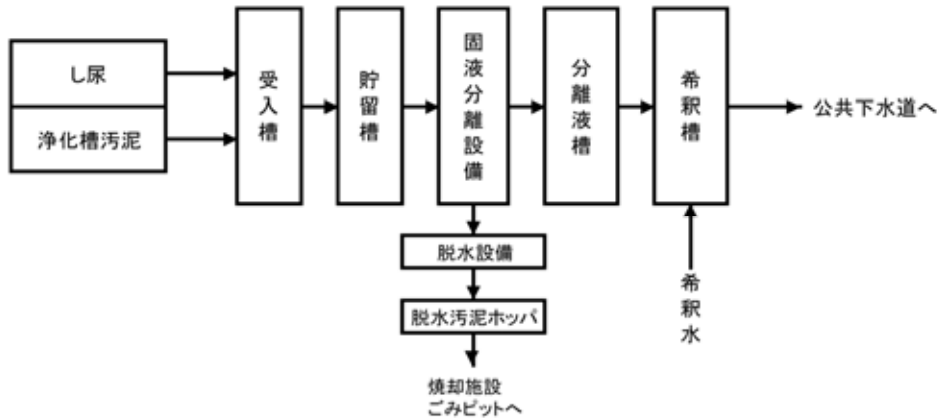 し尿
浄化槽汚泥
受入槽
貯留槽
固液分離設備
分離液槽
希釈槽
公共下水道へ
脱水設備
脱水汚泥ホッパ
焼却施設
ごみピットへ
希釈水